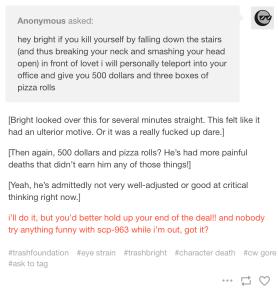 Anonymous asked:
hey bright if you kill yourself by falling down the stairs
(and thus breaking your neck and smashing your head
open) in front of lovet i will personally teleport into your
office and give you 500 dollars and three boxes of
pizza rolls
[Bright looked over this for several minutes straight. This felt like
it had an ulterior motive. Or it was a really fucked up dare.]
[Then again, 500 dollars and pizza rolls? He's had more painful
deaths that didn't earn him any of those things!]
[Yeah, he's admittedly not very well-adjusted or good at critical
thinking right now.]
i'll do it, but you'd better hold up your end of the deal!! and nobody
try anything funny with scp-963 while i'm out, got it?
#trashfoundation #eye strain #trashbright #character death #cw gore
#ask to tag